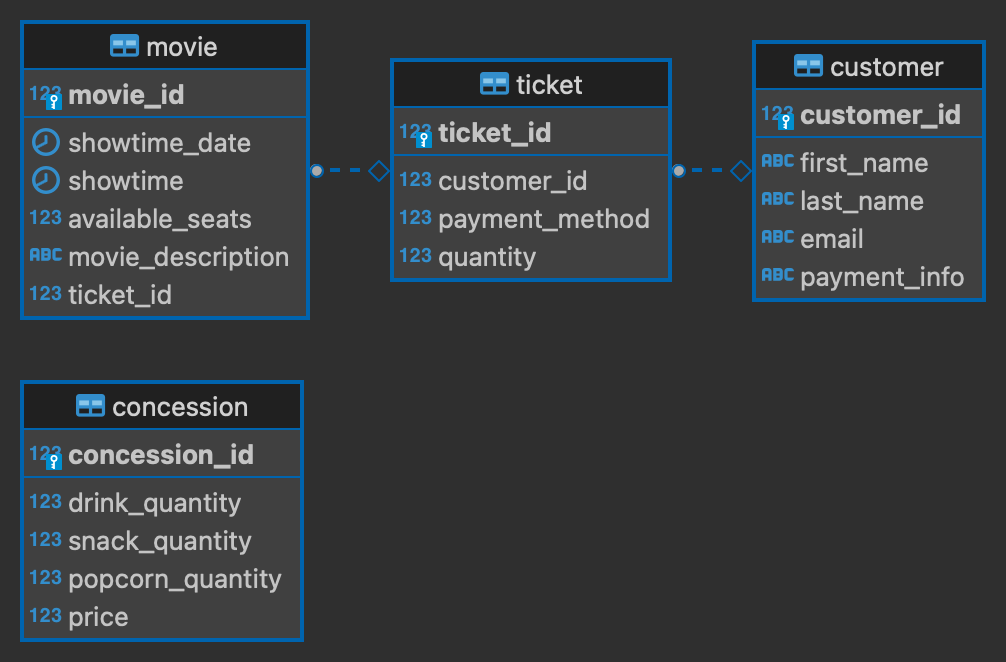 movie
123 movie_id
showtime_date
showtime
123 available_seats
ABC movie_description
123 ticket_id
ticket
123 ticket_id
123 customer_id
123 payment_method
123 quantity
customer
123 customer_id
ABC first_name
ABC last_name
ABC email
ABC payment_info
concession
123 concession_id
123 drink_quantity
123 snack_quantity
123 popcorn_quantity
123 price